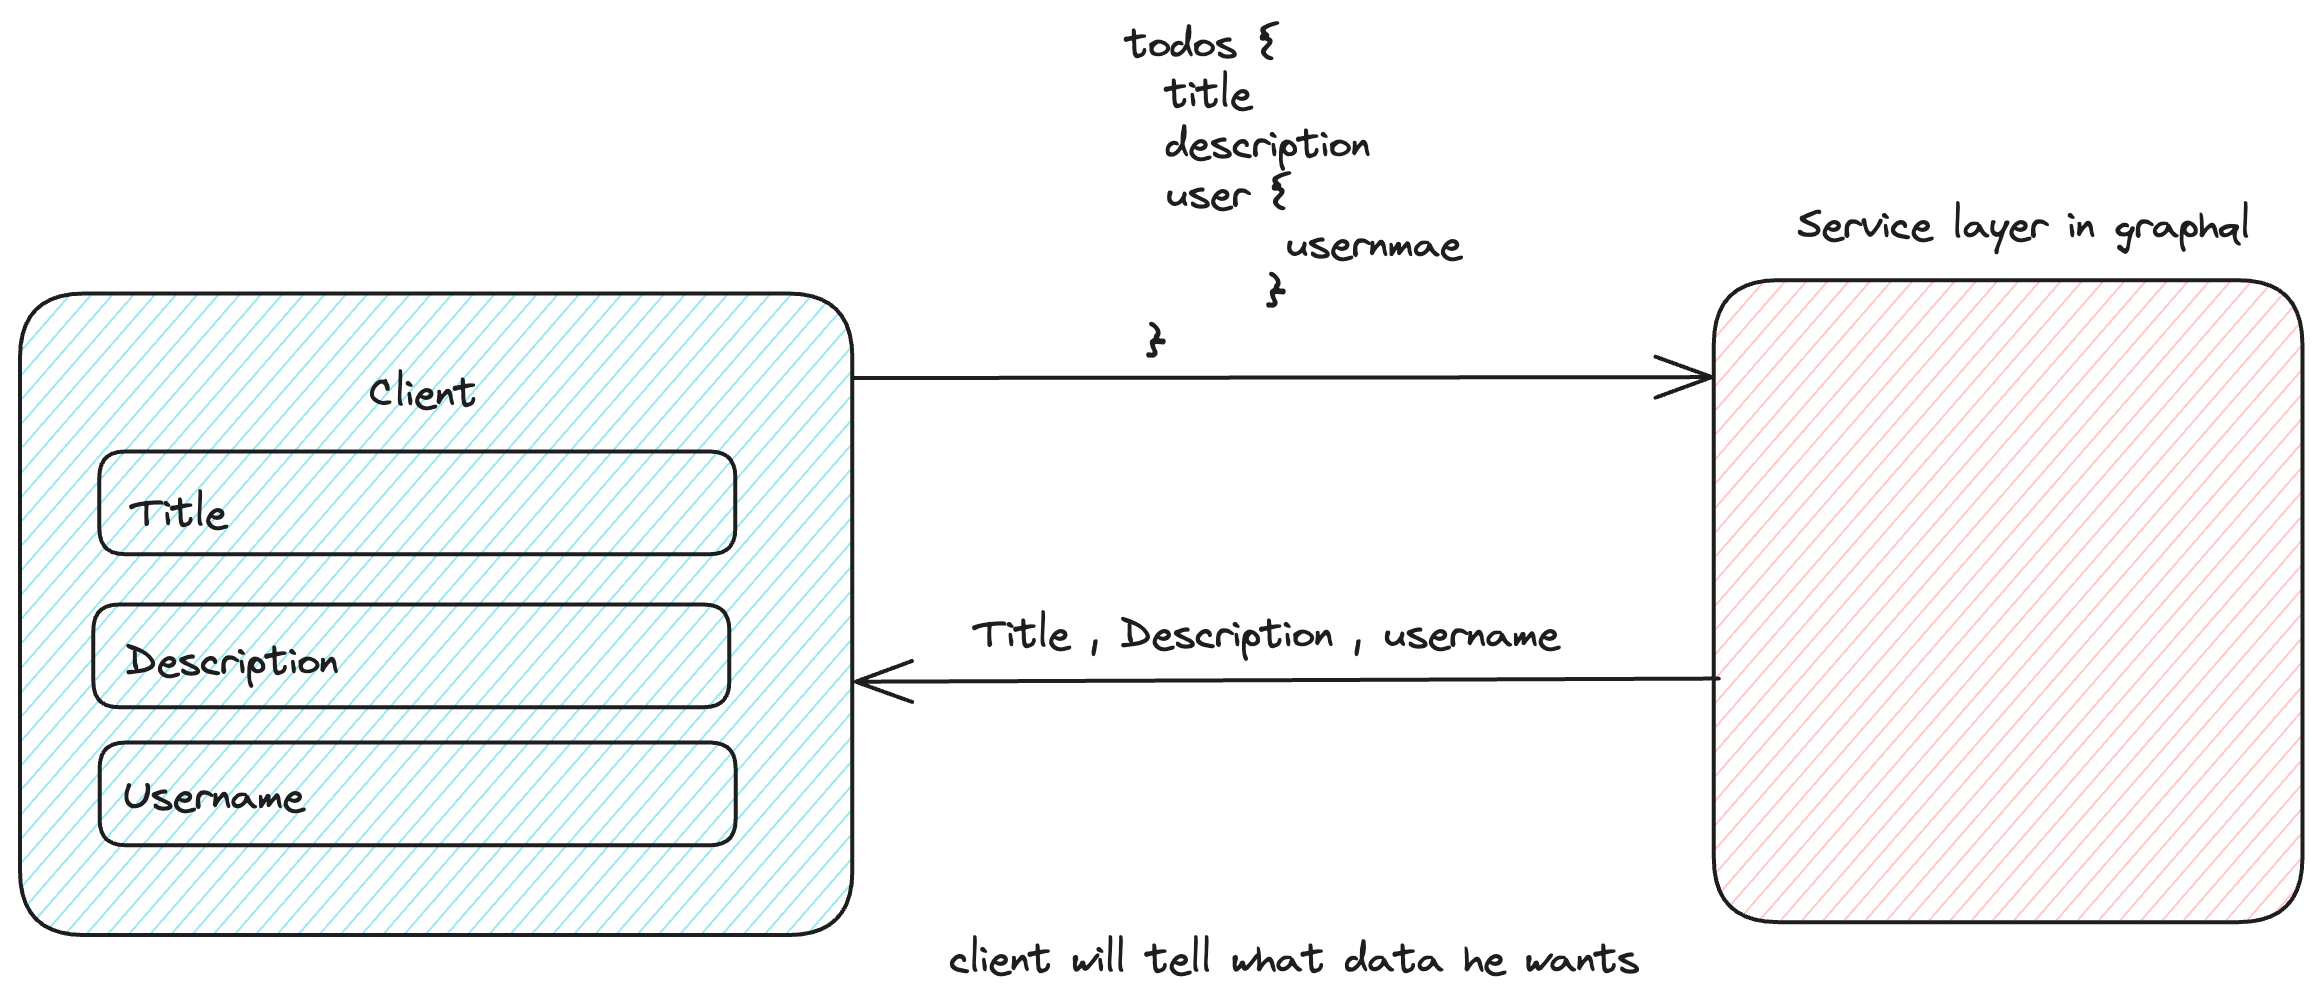 todos {
title
description
user {
usernmae
}
}
Service layer in graphql
Client
Title
Description
Username
Title , Description , username
client will tell what data he wants